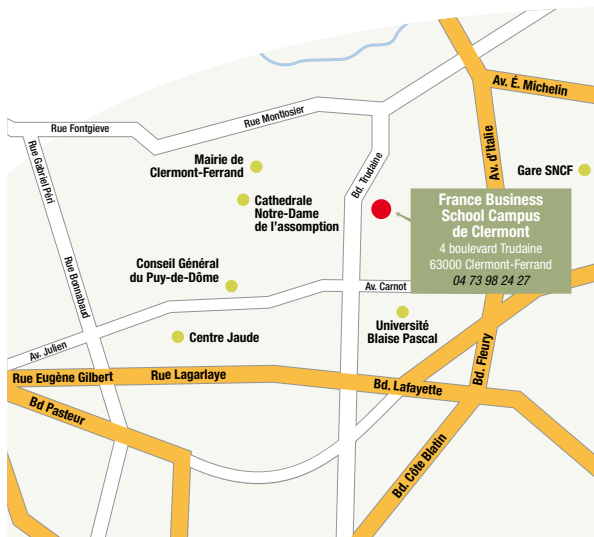 Av. É. Michelin
Rue Montlosier
Rue Fontgieve
Av. d'Italie
Rue Gabriel Péri
Mairie de
Clermont-Ferrand
Bd. Trudaine
Gare SNCF
Cathedrale
Notre-Dame
de l'assomption)
France Business
School Campus
de Clermont
4 boulevard Trudaine
63000 Clermont-Ferrand
04 73 98 24 27
Conseil Général
du Puy-de-Dôme
Rue Bonnabaud
Av. Carnot
Université
Blaise Pascal
Centre Jaude
Av. Julien
Bd. Fleury
Rue Eugène Gilbert
Rue Lagarlaye
Bd. Lafayette
Bd Pasteur
Bd. Côte Blatin